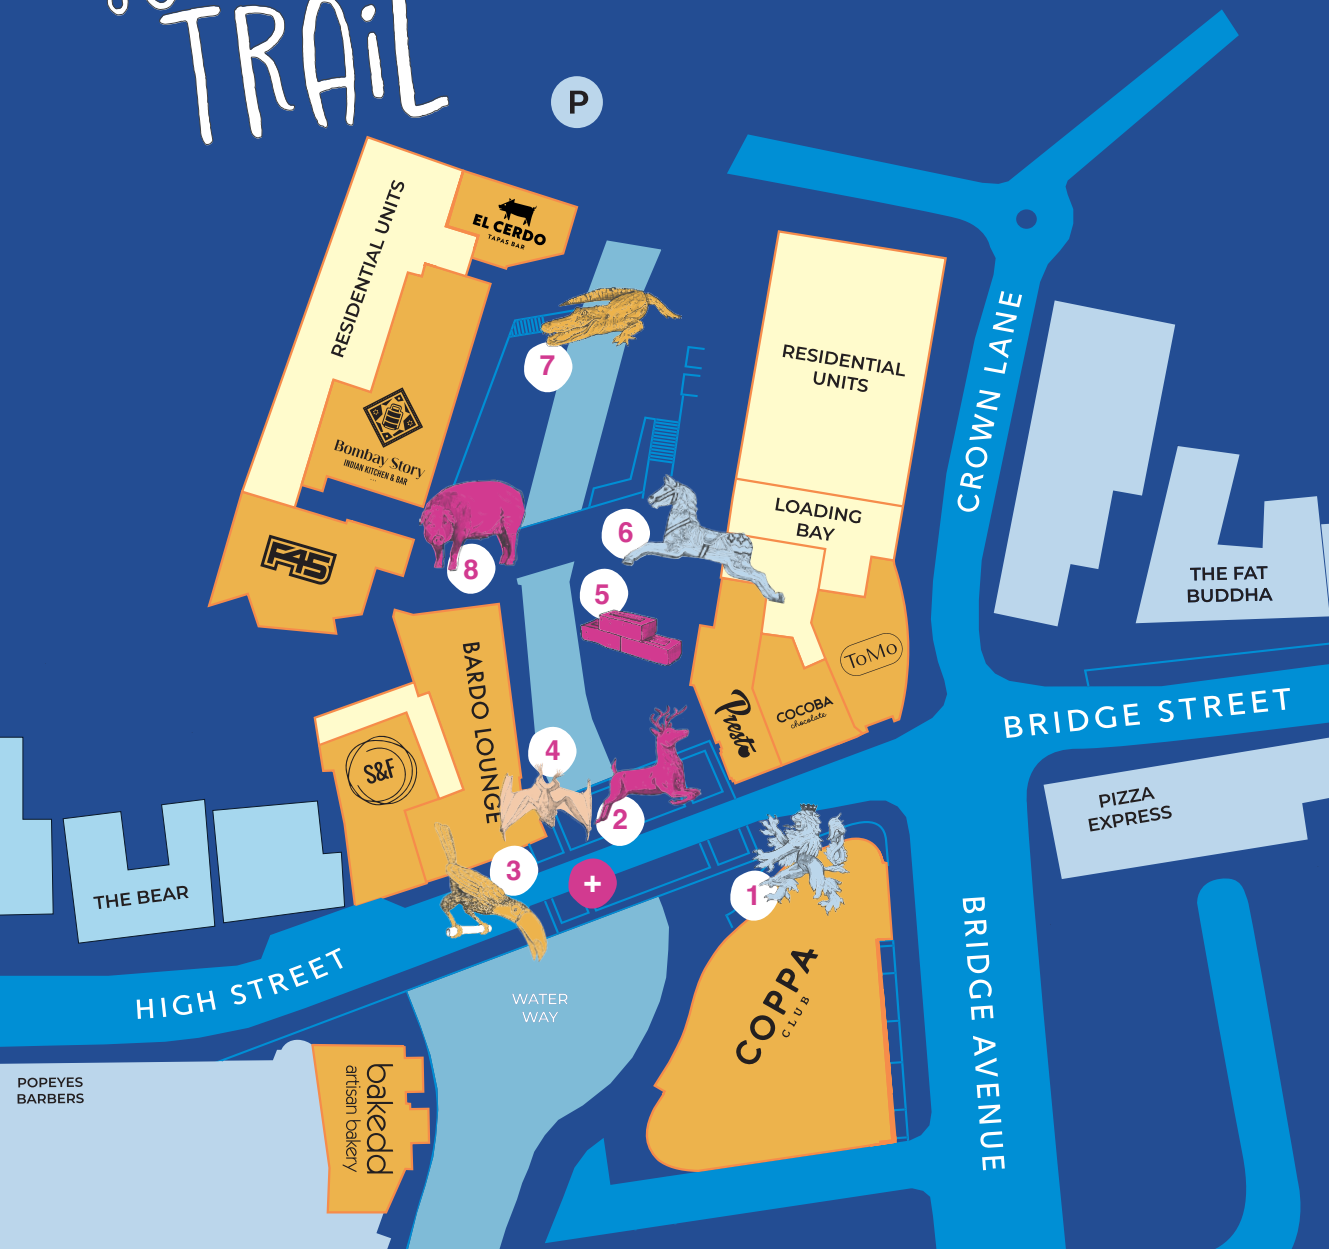 TRAiL
P
RESIDENTIAL UNITS
EL CERDO
TAPAS BAR
7
RESIDENTIAL
UNITS
CROWN LANE
Bombay Story
INDIAN KITCHEN & BAR
LOADING
BAY
6
F45
8
5
THE FAT
BUDDHA
ToMo
BARDO LOUNGE
Presto
COCOBA
chocolate
BRIDGE STREET
S&F
4
2
PIZZA
EXPRESS
3
+
1
THE BEAR
HIGH STREET
BRIDGE AVENUE
COPPA
CLUB
WATER
WAY
POPEYES
BARBERS
bakedd
artisan bakery